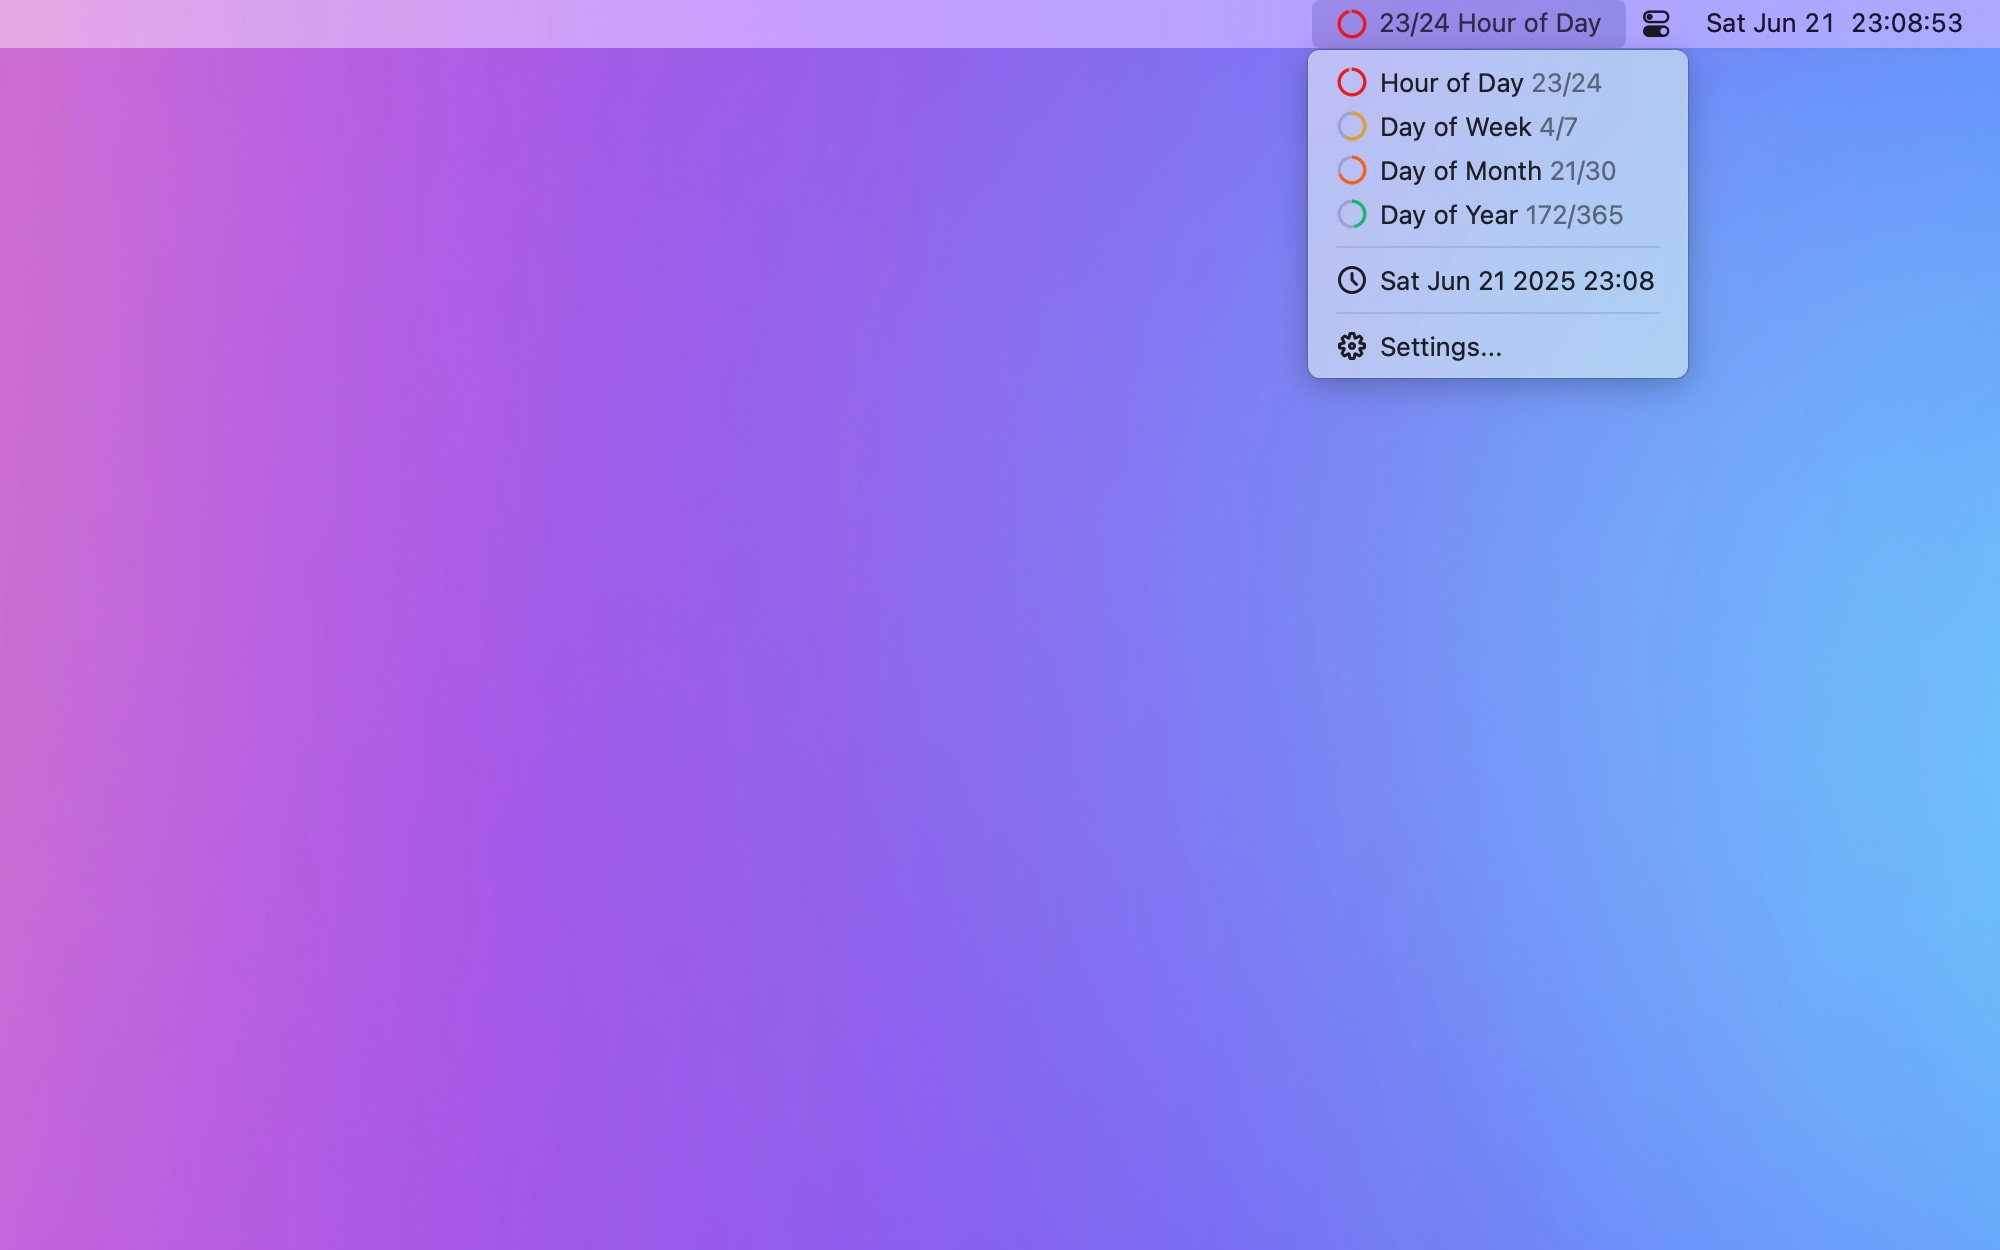 23/24 Hour of Day
Sat Jun 21 23:08:53
Hour of Day 23/24
Day of Week 4/7
Day of Month 21/30
Day of Year 172/365
Sat Jun 21 2025 23:08
Settings...